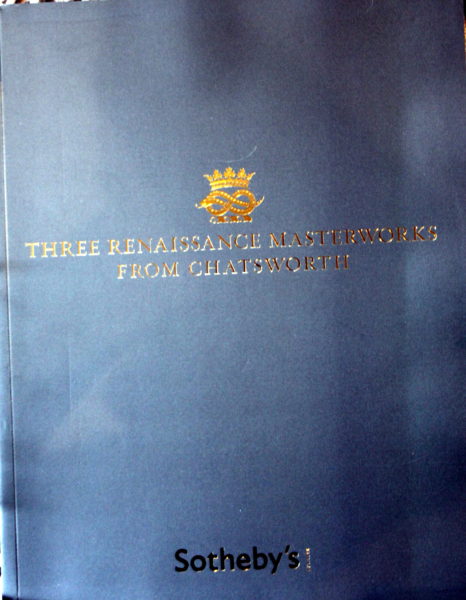 THREE RENAISSANCE MASTERWORKS
FROM CHATSWORTH
Sotheby's